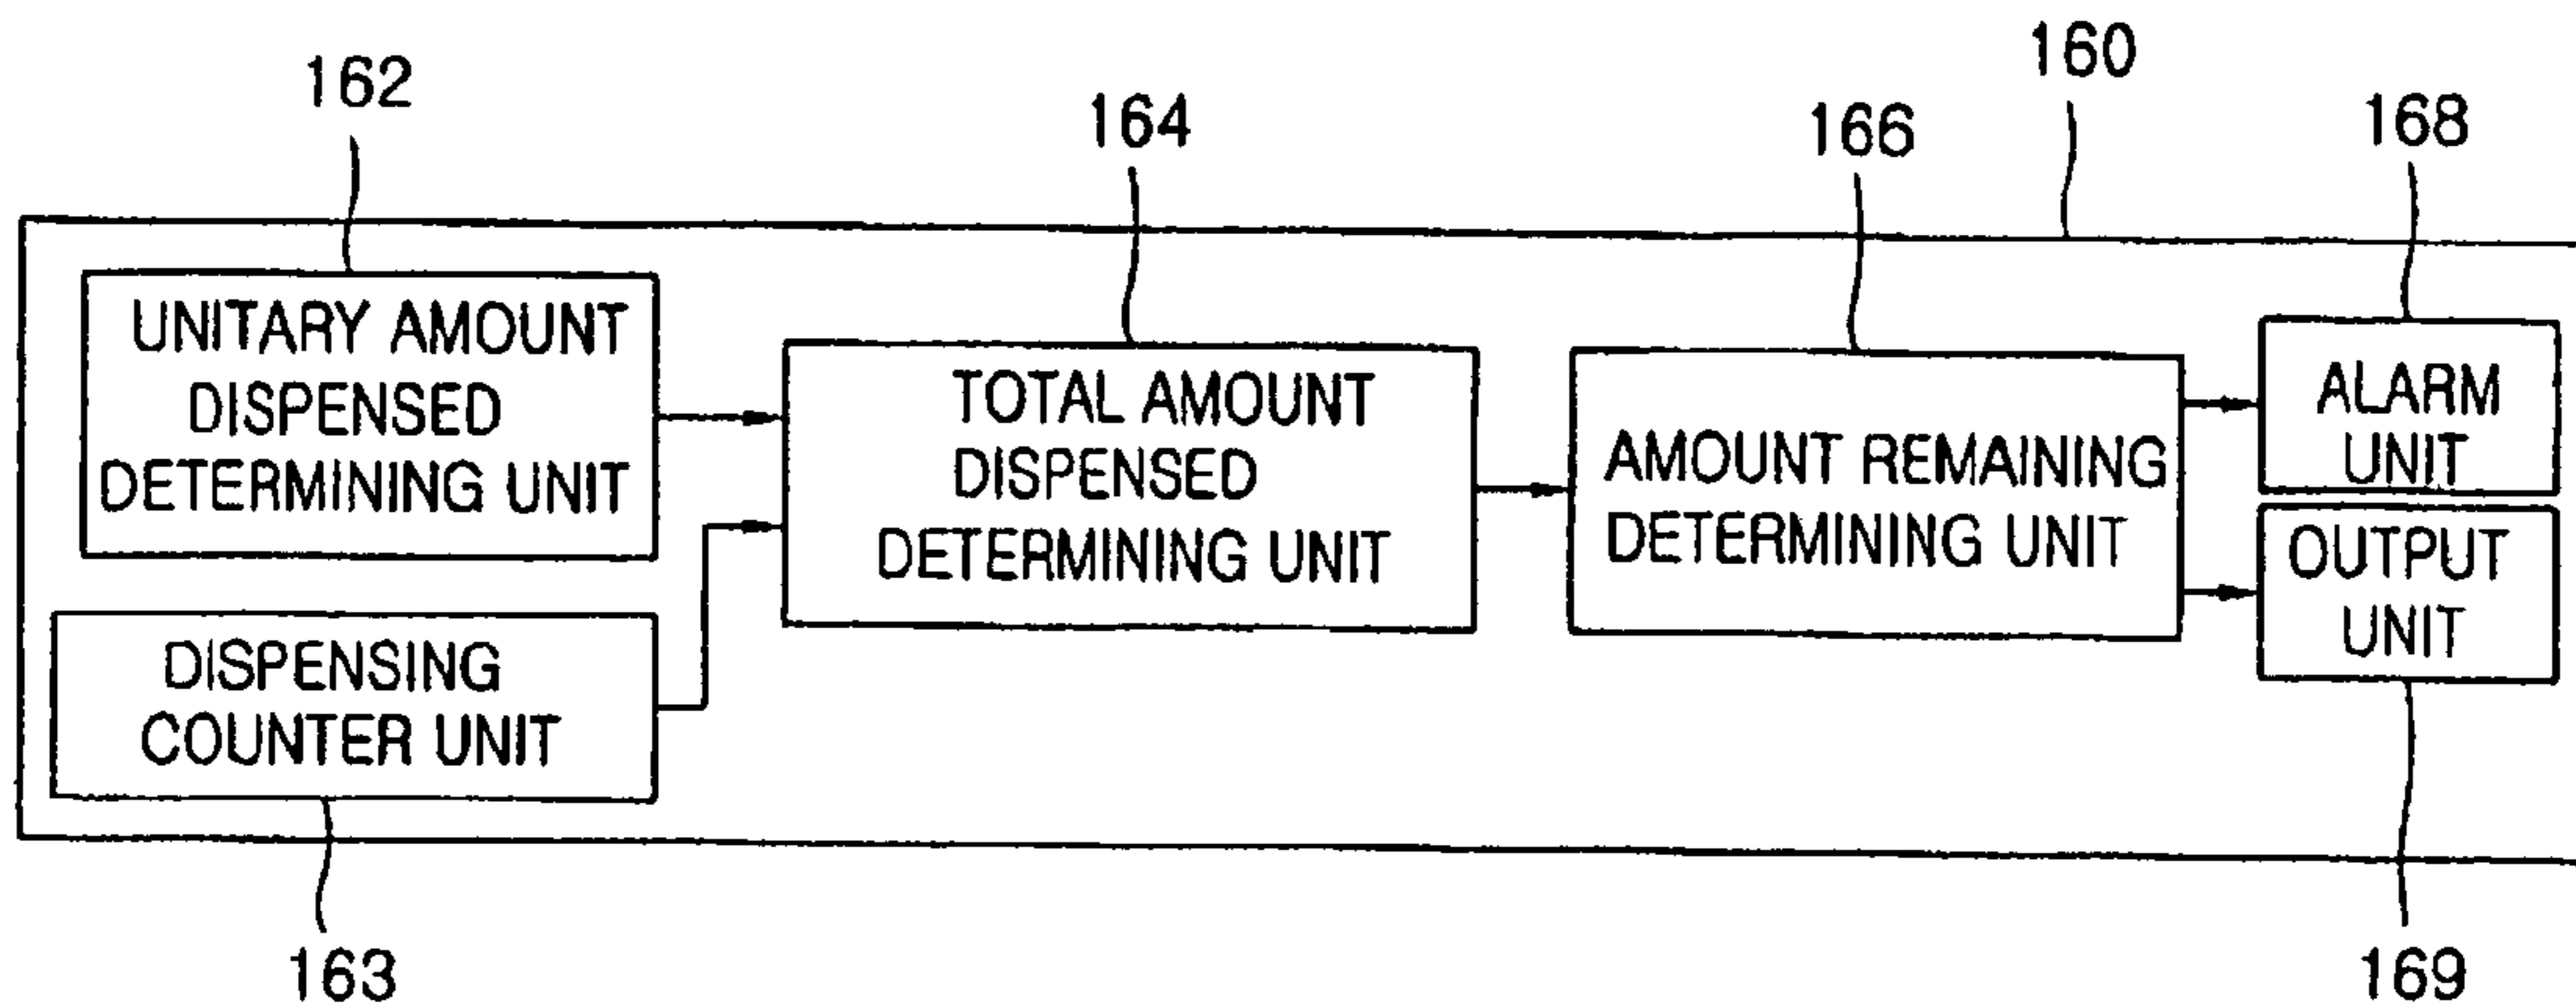 160
162
164
166
168
UNITARY AMOUNT
DISPENSED
DETERMINING UNIT
TOTAL AMOUNT
DISPENSED
DETERMINING UNIT
AMOUNT REMAINING
DETERMINING UNIT
ALARM
UNIT
OUTPUT
UNIT
DISPENSING
COUNTER UNIT
163
169